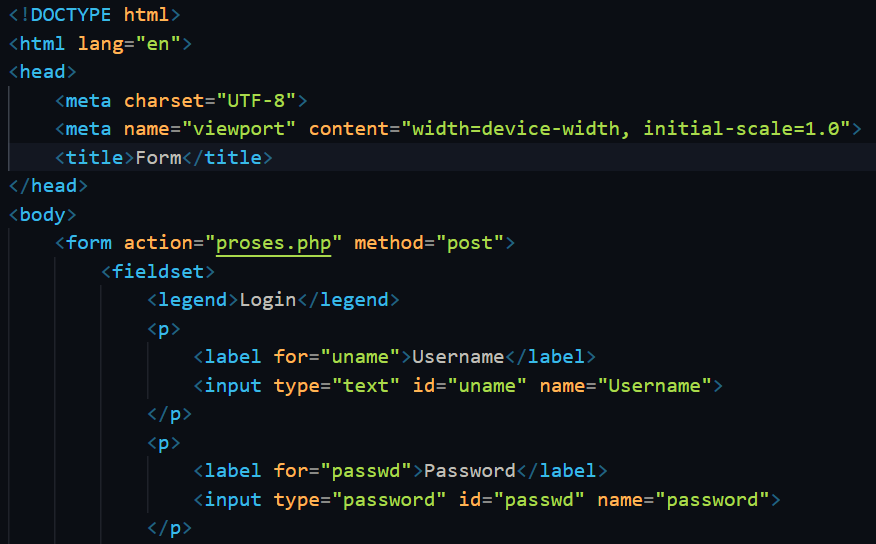 <!DOCTYPE html>
<html lang="en">
<head>
    <meta charset="UTF-8">
    <meta name="viewport" content="width=device-width, initial-scale=1.0">
    <title>Form</title>
</head>
<body>
    <form action="proses.php" method="post">
        <fieldset>
            <legend>Login</legend>
            <p>
                <label for="uname">Username</label>
                <input type="text" id="uname" name="Username">
            </p>
            <p>
                <label for="passwd">Password</label>
                <input type="password" id="passwd" name="password">
            </p>